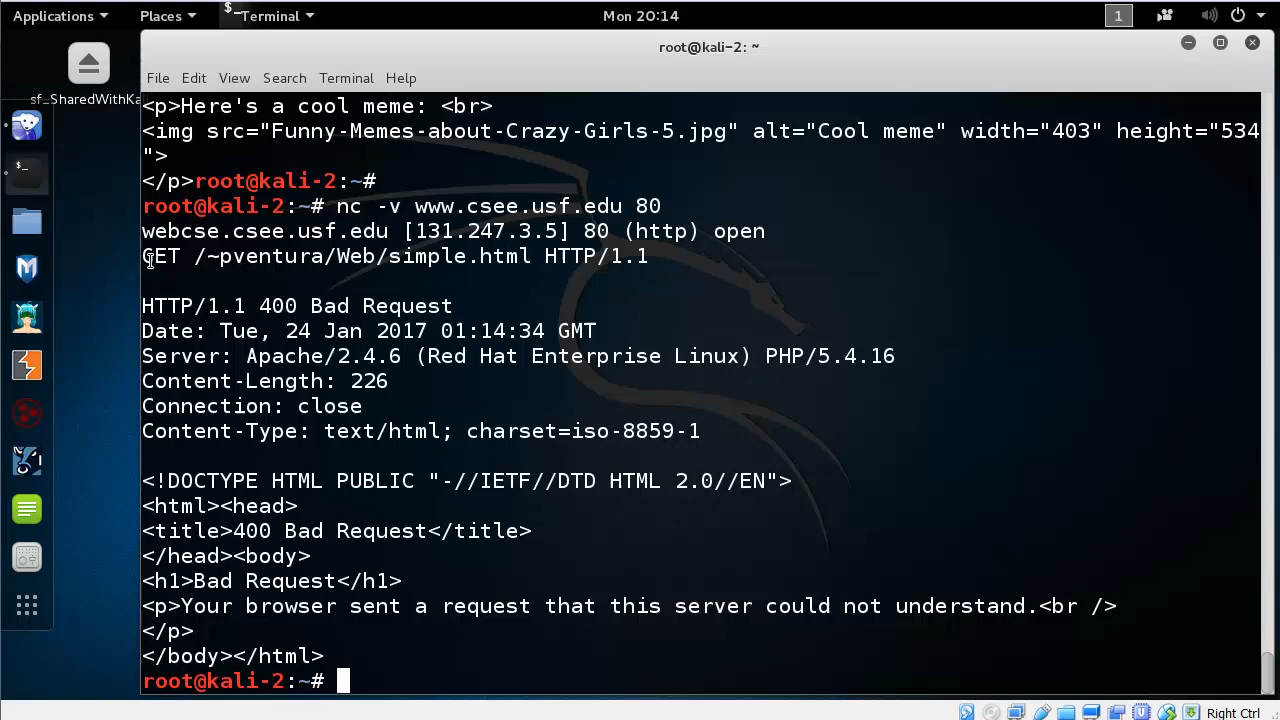 Applications Places Terminal Mon 20:14 1
root@kali-2: ~
File Edit View Search Terminal Help
sf_SharedWithKa
<p>Here's a cool meme: <br>
<img src="Funny-Memes-about-Crazy-Girls-5.jpg" alt="Cool meme" width="403" height="534
">
</p>root@kali-2:~#
root@kali-2:~# nc -v www.csee.usf.edu 80
webcse.csee.usf.edu [131.247.3.5] 80 (http) open
GET /~pventura/Web/simple.html HTTP/1.1
HTTP/1.1 400 Bad Request
Date: Tue, 24 Jan 2017 01:14:34 GMT
Server: Apache/2.4.6 (Red Hat Enterprise Linux) PHP/5.4.16
Content-Length: 226
Connection: close
Content-Type: text/html; charset=iso-8859-1
<!DOCTYPE HTML PUBLIC "-//IETF//DTD HTML 2.0//EN">
<html><head>
<title>400 Bad Request</title>
</head><body>
<h1>Bad Request</h1>
<p>Your browser sent a request that this server could not understand.<br />
</p>
</body></html>
root@kali-2:~#
Right Ctrl